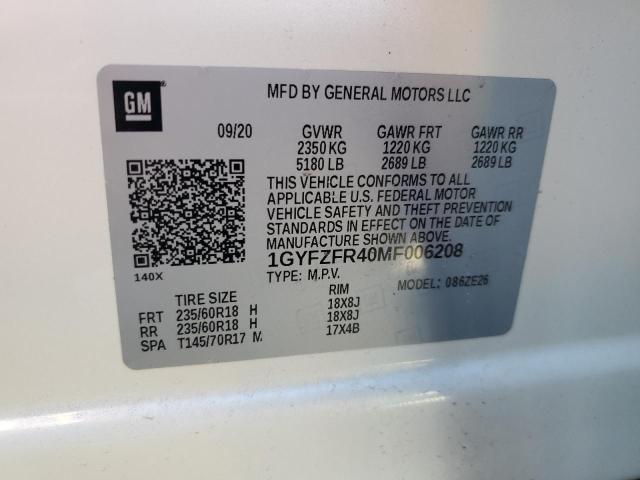 GM
MFD BY GENERAL MOTORS LLC
09/20 GVWR GAWR FRT GAWR RR
2350 KG 1220 KG 1220 KG
5180 LB 2689 LB 2689 LB
THIS VEHICLE CONFORMS TO ALL
APPLICABLE U.S. FEDERAL MOTOR
VEHICLE SAFETY AND THEFT PREVENTION
STANDARDS IN EFFECT ON THE DATE OF
MANUFACTURE SHOWN ABOVE.
1GYFZFR40MF006208
140X
TYPE: M.P.V. MODEL: 086ZE26
TIRE SIZE RIM
FRT 235/60R18 H 18X8J
RR 235/60R18 H 18X8J
SPA T145/70R17 M 17X4B